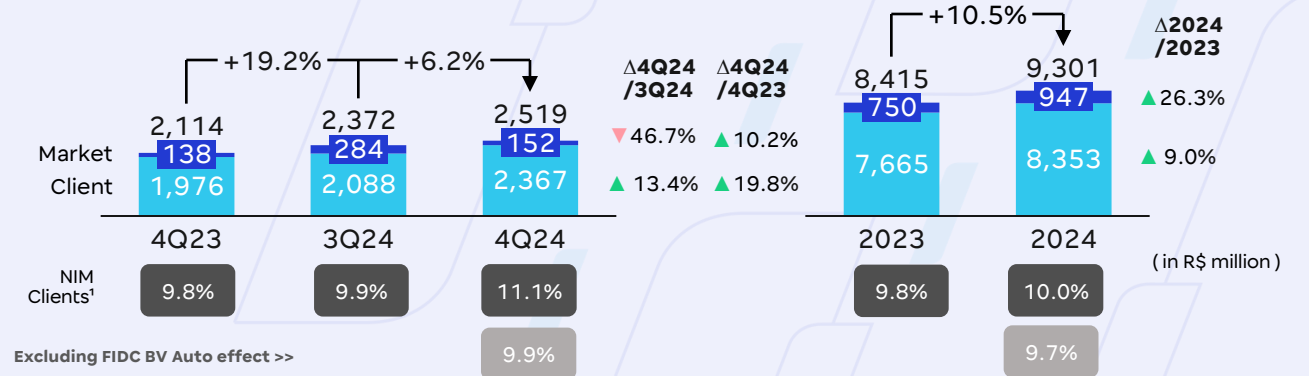 +19.2%
+6.2%
2,114
2,372
2,519
Market
138
284
152
Client
1,976
2,088
2,367
4Q23
3Q24
4Q24
∆4Q24
/3Q24
∆4Q24
/4Q23
▼46.7%
▲10.2%
▲ 13.4%
▲19.8%
+10.5%
8,415
9,301
750
947
7,665
8,353
2023
2024
∆2024
/2023
▲26.3%
▲ 9.0%
( in R$ million )
NIM
Clients¹
9.8%
9.9%
11.1%
9.8%
10.0%
Excluding FIDC BV Auto effect >>
9.9%
9.7%